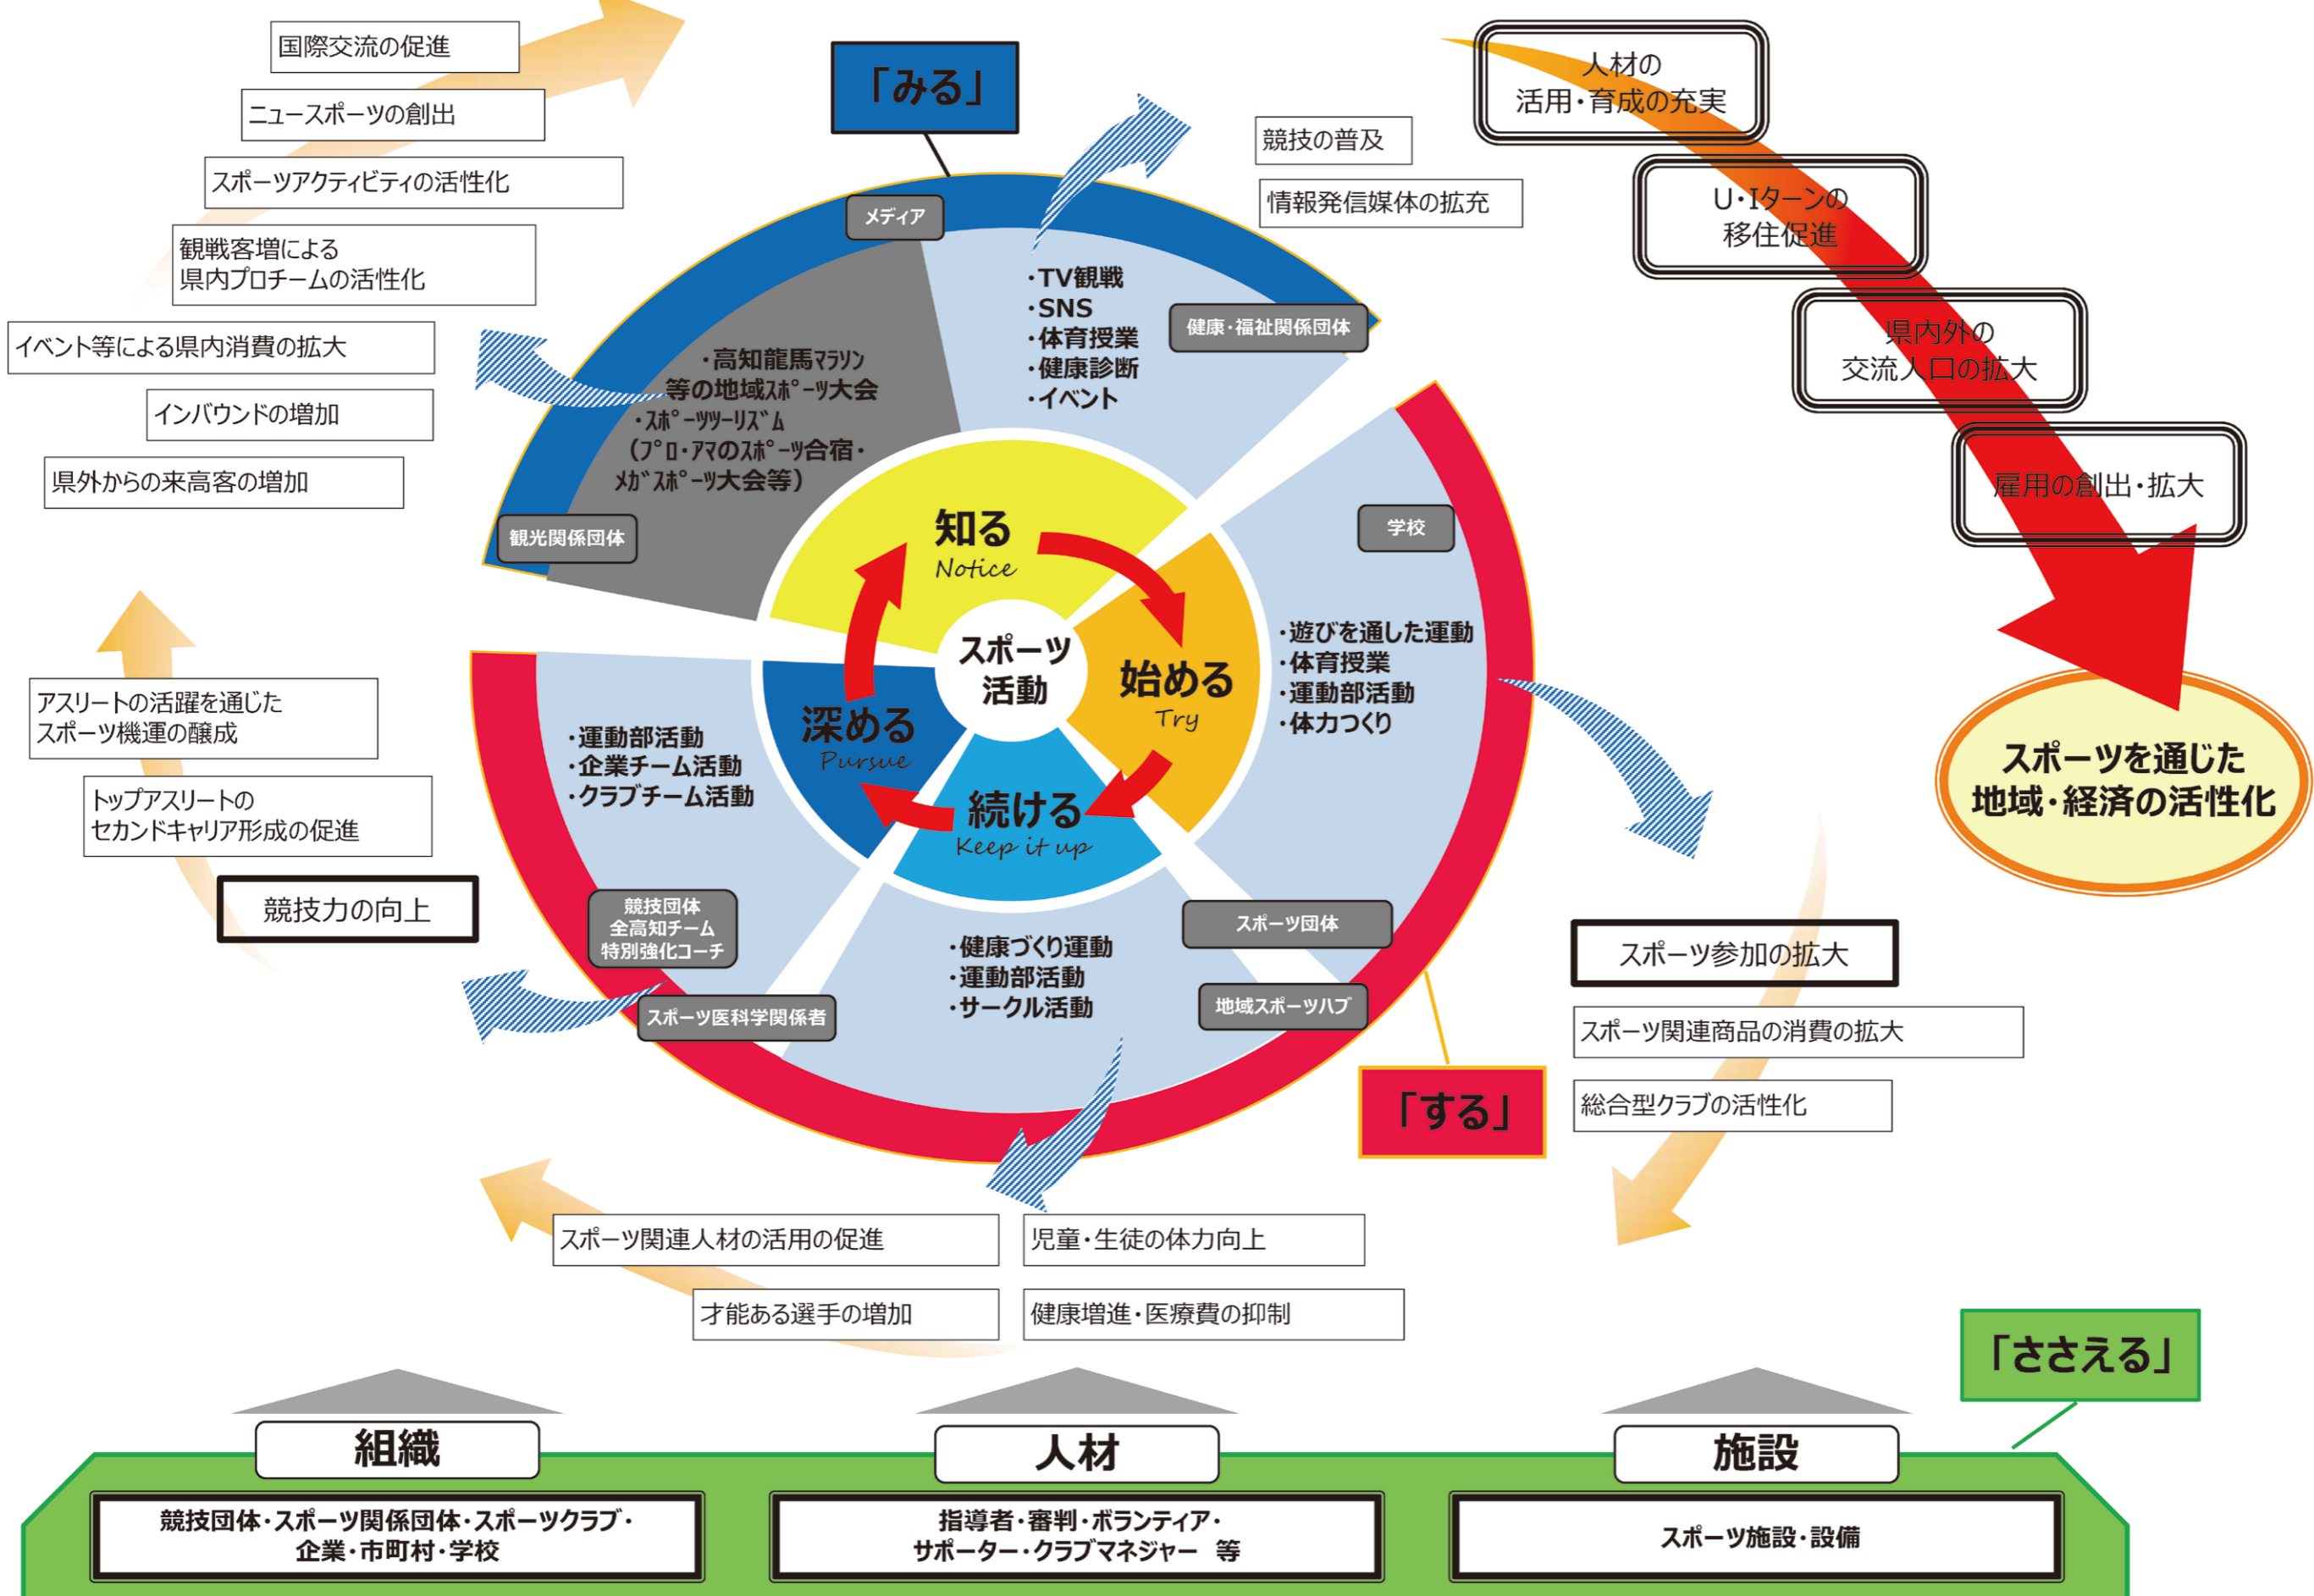 国際交流の促進
ニュースポーツの創出
スポーツアクティビティの活性化
観戦客増による
県内プロチームの活性化
イベント等による県内消費の拡大
インバウンドの増加
県外からの来高客の増加
「みる」
競技の普及
情報発信媒体の拡充
人材の
活用・育成の充実
U・Iターンの
移住促進
県内外の
交流人口の拡大
雇用の創出・拡大
スポーツを通じた
地域・経済の活性化
メディア
・TV観戦
・SNS
・体育授業
・健康診断
・イベント
健康・福祉関係団体
・高知龍馬ﾏﾗｿﾝ
等の地域ｽﾎﾟｰﾂ大会
・ｽﾎﾟｰﾂﾂｰﾘｽﾞﾑ
(ﾌﾟﾛ・ｱﾏのｽﾎﾟｰﾂ合宿・
ﾒｶﾞｽﾎﾟｰﾂ大会等)
観光関係団体
知る
Notice
スポーツ
活動
始める
Try
続ける
Keep it up
深める
Pursue
学校
・遊びを通した運動
・体育授業
・運動部活動
・体力つくり
・運動部活動
・企業チーム活動
・クラブチーム活動
競技団体
全高知チーム
特別強化コーチ
スポーツ医科学関係者
・健康づくり運動
・運動部活動
・サークル活動
スポーツ団体
地域スポーツハブ
「する」
アスリートの活躍を通じた
スポーツ機運の醸成
トップアスリートの
セカンドキャリア形成の促進
競技力の向上
スポーツ参加の拡大
スポーツ関連商品の消費の拡大
総合型クラブの活性化
スポーツ関連人材の活用の促進
児童・生徒の体力向上
才能ある選手の増加
健康増進・医療費の抑制
「ささえる」
組織
競技団体・スポーツ関係団体・スポーツクラブ・
企業・市町村・学校
人材
指導者・審判・ボランティア・
サポーター・クラブマネジャー 等
施設
スポーツ施設・設備